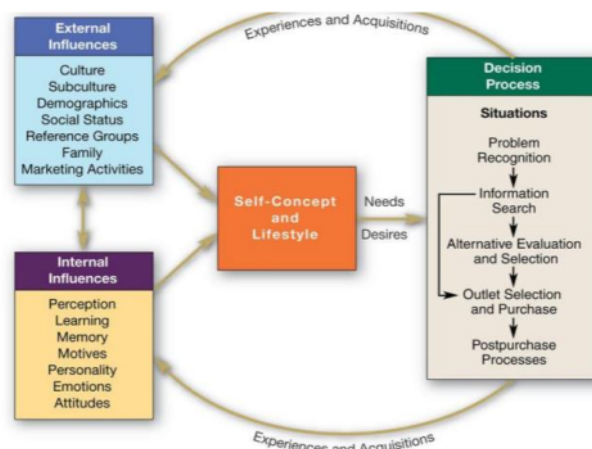 External
Influences
Culture
Subculture
Demographics
Social Status
Reference Groups
Family
Marketing Activities
Internal
Influences
Perception
Learning
Memory
Motives
Personality
Emotions
Attitudes
Experiences and Acquisitions
Self-Concept
and
Lifestyle
Needs
Desires
Decision
Process
Situations
Problem
Recognition
Information
Search
Alternative Evaluation
and Selection
Outlet Selection
and Purchase
Postpurchase
Processes
Experiences and Acquisitions